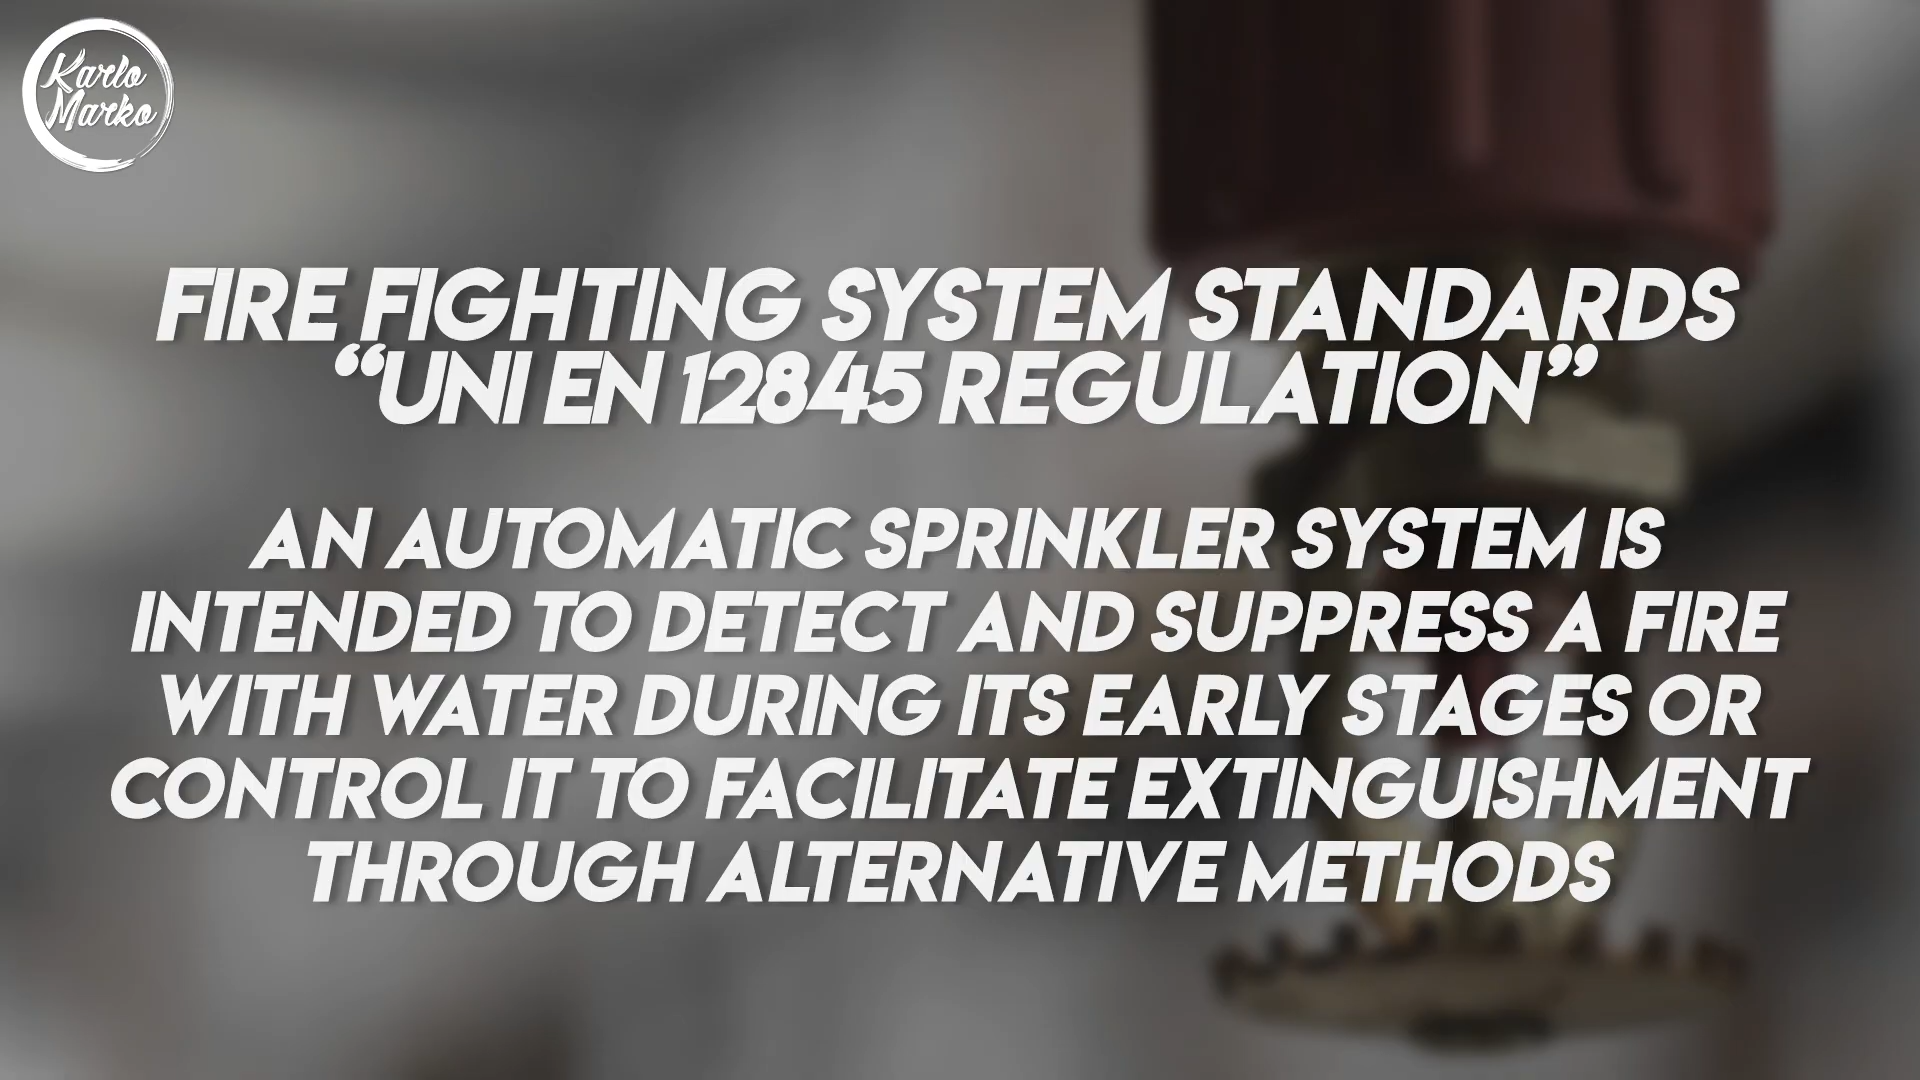 Karlo
Marko
FIRE FIGHTING SYSTEM STANDARDS
“UNI EN 12845 REGULATION”
AN AUTOMATIC SPRINKLER SYSTEM IS
INTENDED TO DETECT AND SUPPRESS A FIRE
WITH WATER DURING ITS EARLY STAGES OR
CONTROL IT TO FACILITATE EXTINGUISHMENT
THROUGH ALTERNATIVE METHODS